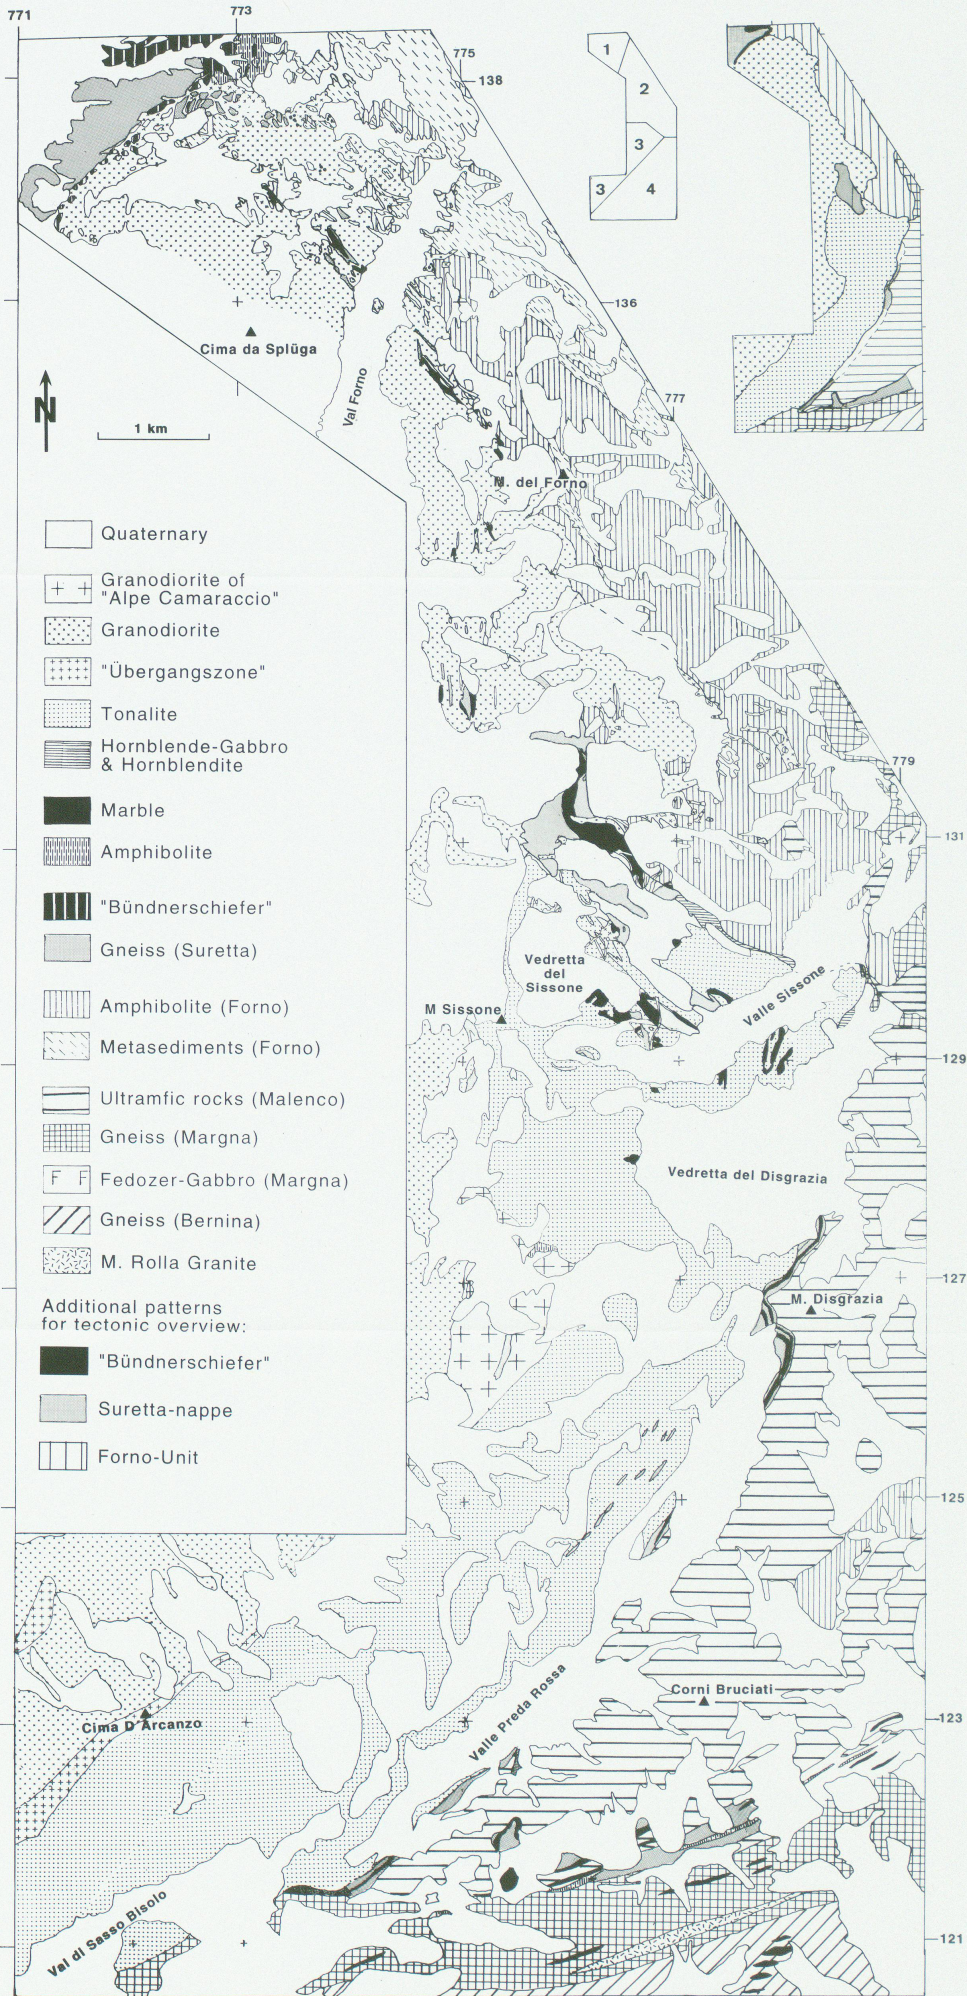 771
773
775
138
1
2
3
3
4
136
Cima da Splüga
Val Forno
N
1 km
777
M. del Forno
Quaternary
Granodiorite of
"Alpe Camaraccio"
Granodiorite
"Übergangszone"
Tonalite
Hornblende-Gabbro
& Hornblendite
Marble
Amphibolite
"Bündnerschiefer"
Gneiss (Suretta)
Amphibolite (Forno)
Metasediments (Forno)
Ultramfic rocks (Malenco)
Gneiss (Margna)
F F Fedozer-Gabbro (Margna)
Gneiss (Bernina)
M. Rolla Granite
Additional patterns
for tectonic overview:
"Bündnerschiefer"
Suretta-nappe
Forno-Unit
779
131
Vedretta
del
Sissone
M Sissone
Valle Sissone
129
Vedretta del Disgrazia
127
M. Disgrazia
125
Corni Bruciati
123
Cima D'Arcanzo
Valle Preda Rossa
Val di Sasso Bisolo
121